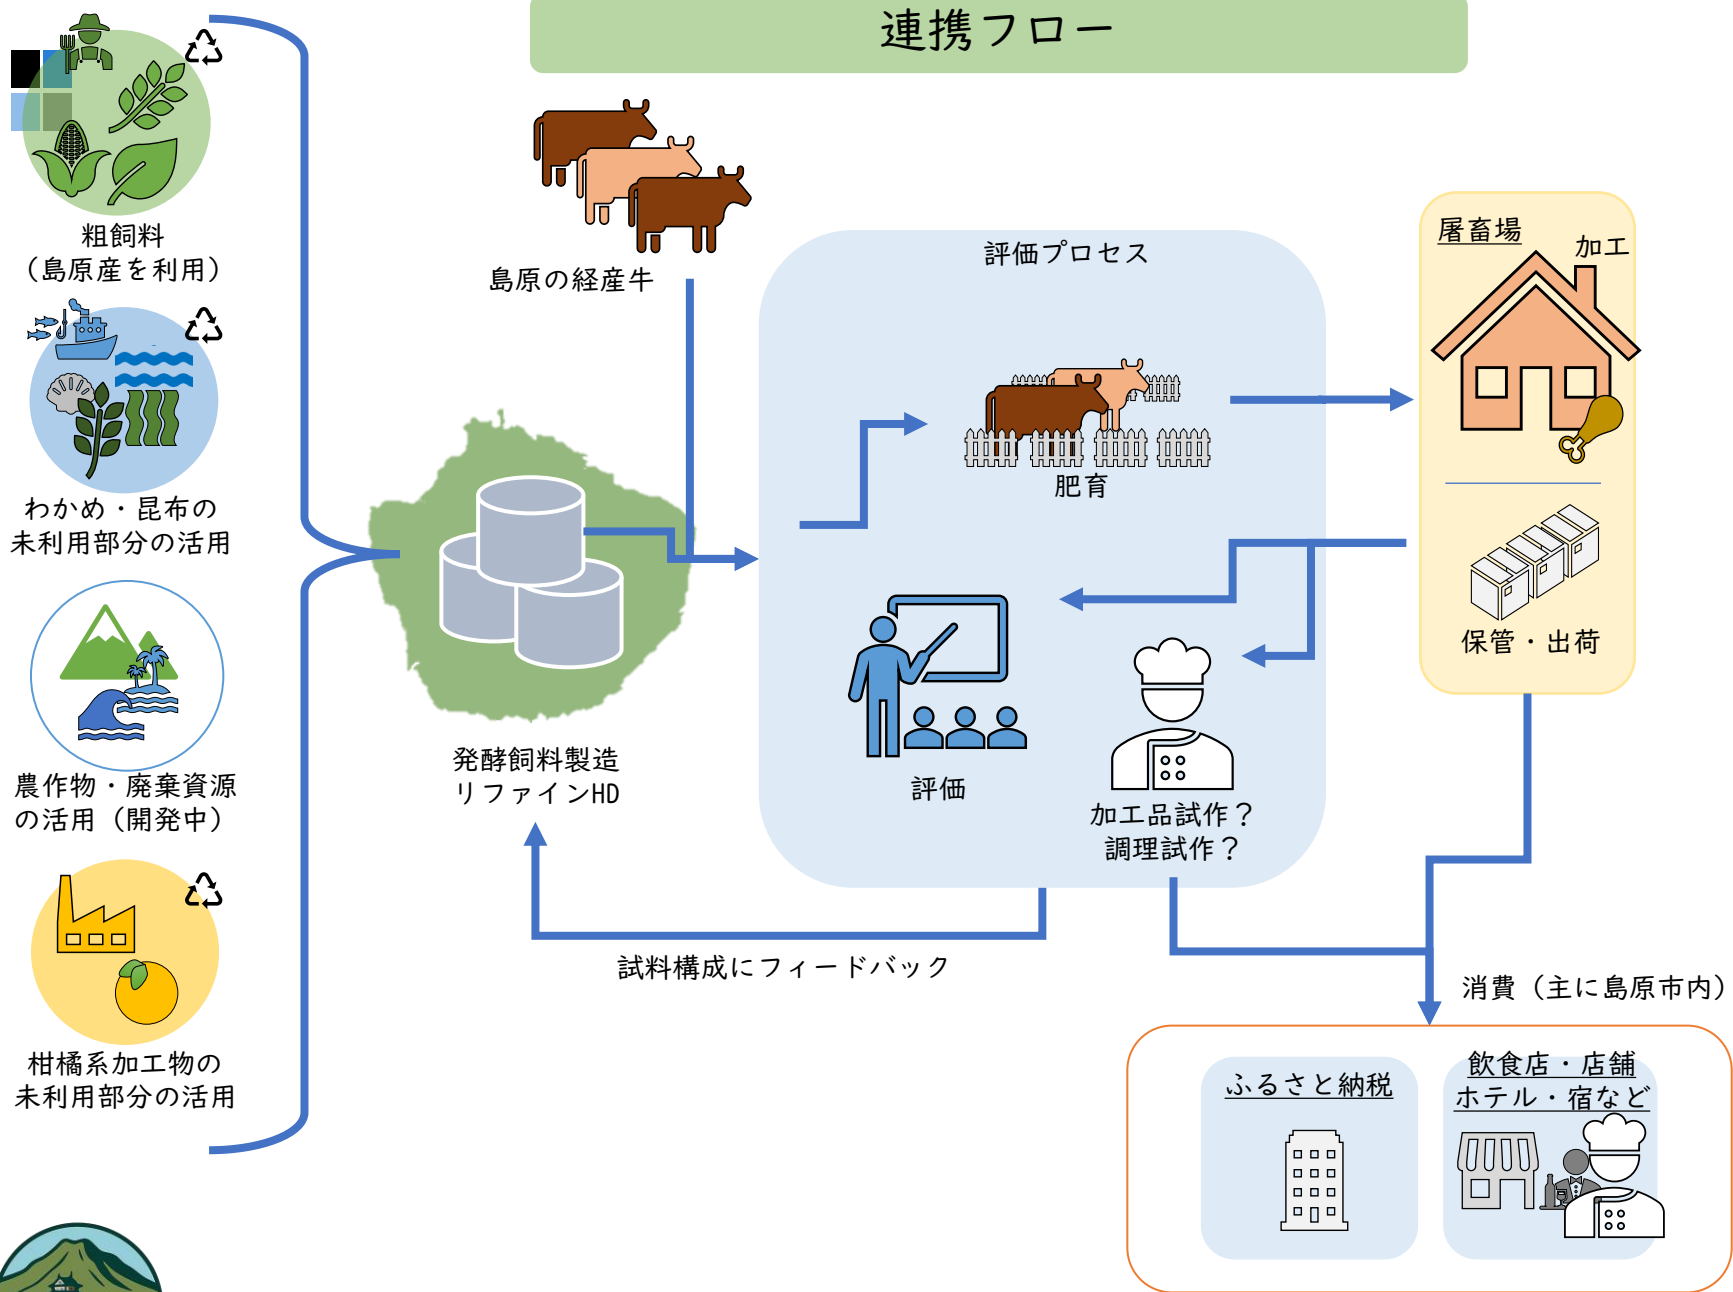 連携フロー
粗飼料
（島原産を利用）
わかめ・昆布の
未利用部分の活用
農作物・廃棄資源
の活用（開発中）
柑橘系加工物の
未利用部分の活用
島原の経産牛
発酵飼料製造
リファインHD
評価プロセス
肥育
評価
加工品試作？
調理試作？
試料構成にフィードバック
屠畜場
加工
保管・出荷
消費（主に島原市内）
ふるさと納税
飲食店・店舗
ホテル・宿など